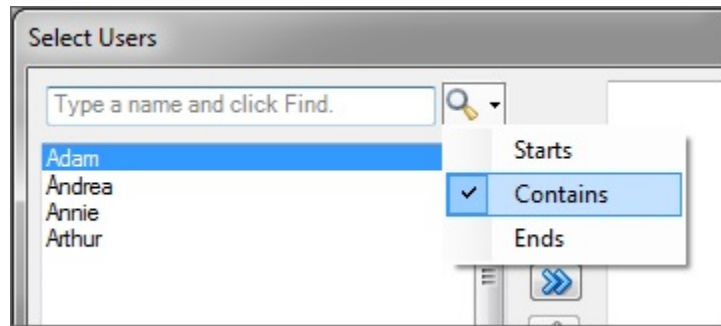 Select Users
Type a name and click Find.
Adam
Andrea
Annie
Arthur
Starts
Contains
Ends